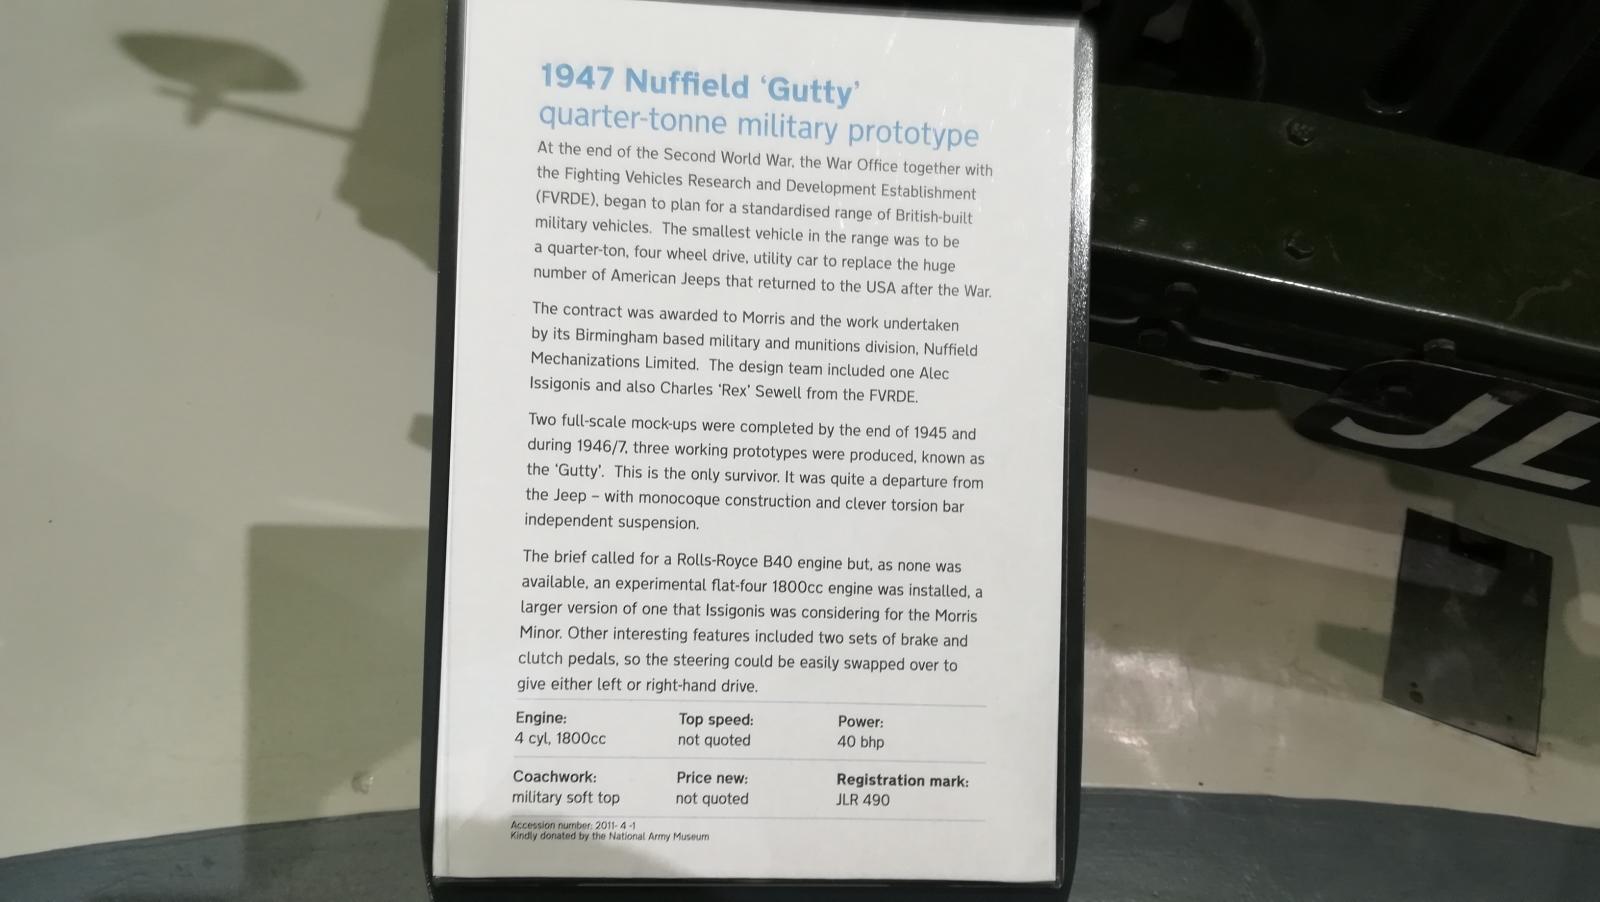 1947 Nuffield ‘Gutty’
quarter-tonne military prototype
At the end of the Second World War, the War Office together with
the Fighting Vehicles Research and Development Establishment
(FVRDE), began to plan for a standardised range of British-built
military vehicles.  The smallest vehicle in the range was to be
a quarter-ton, four wheel drive, utility car to replace the huge
number of American Jeeps that returned to the USA after the War.
The contract was awarded to Morris and the work undertaken
by its Birmingham based military and munitions division, Nuffield
Mechanizations Limited.  The design team included one Alec
Issigonis and also Charles ‘Rex’ Sewell from the FVRDE.
Two full-scale mock-ups were completed by the end of 1945 and
during 1946/7, three working prototypes were produced, known as
the ‘Gutty’.  This is the only survivor. It was quite a departure from
the Jeep – with monocoque construction and clever torsion bar
independent suspension.
The brief called for a Rolls-Royce B40 engine but, as none was
available, an experimental flat-four 1800cc engine was installed, a
larger version of one that Issigonis was considering for the Morris
Minor. Other interesting features included two sets of brake and
clutch pedals, so the steering could be easily swapped over to
give either left or right-hand drive.
Engine: Top speed: Power:
4 cyl, 1800cc not quoted 40 bhp
Coachwork: Price new: Registration mark:
military soft top not quoted JLR 490
Accession number: 2011- 4 -1
Kindly donated by the National Army Museum
JL